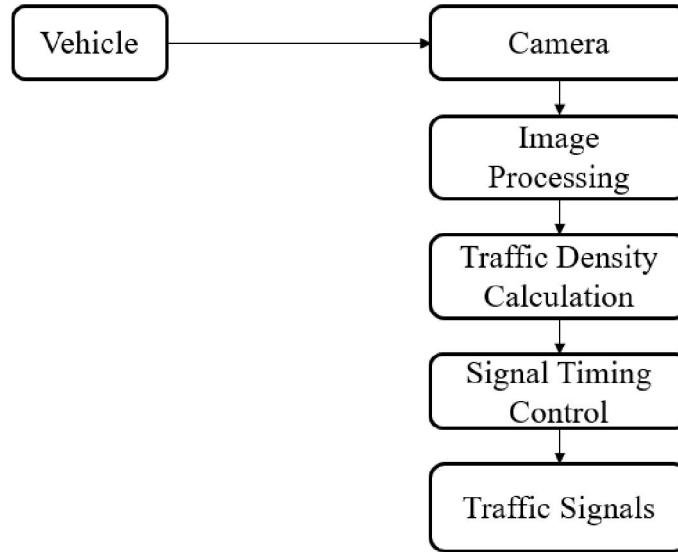 Vehicle
Camera
Image
Processing
Traffic Density
Calculation
Signal Timing
Control
Traffic Signals